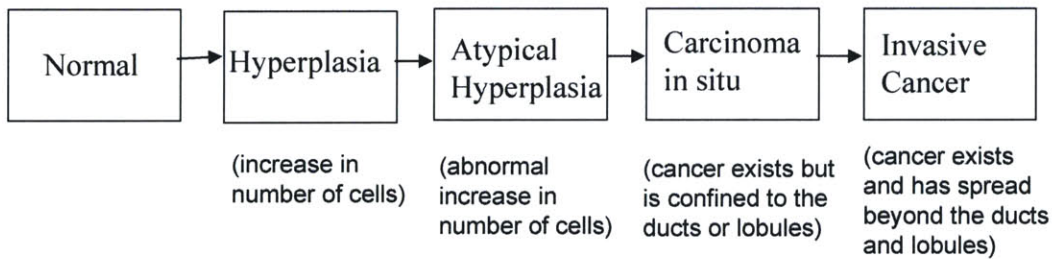 Normal
Hyperplasia
Atypical
Hyperplasia
Carcinoma
in situ
Invasive
Cancer
(increase in
number of cells)
(abnormal
increase in
number of cells)
(cancer exists but
is confined to the
ducts or lobules)
(cancer exists
and has spread
beyond the ducts
and lobules)